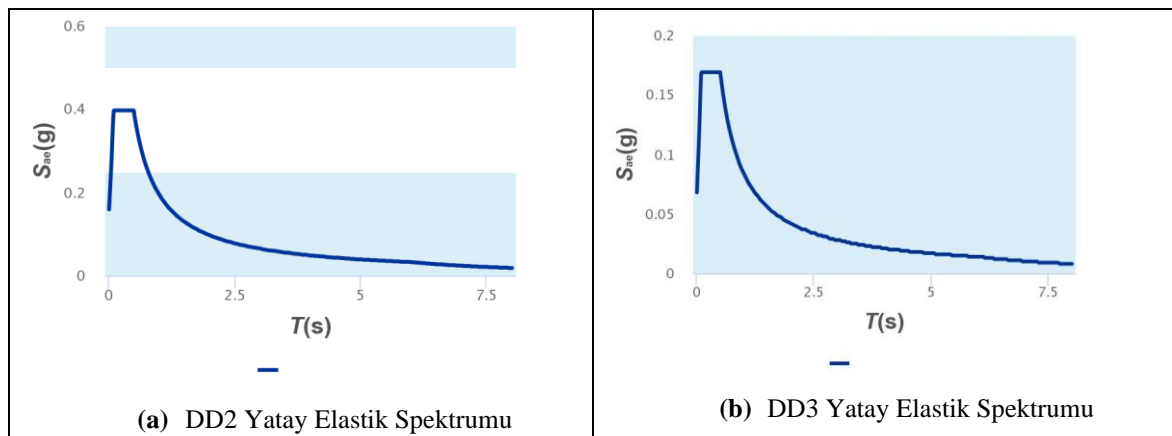 0.6
0.4
0.2
0
Sae(g)
0
2.5
5
7.5
T(s)
(a) DD2 Yatay Elastik Spektrumu
0.2
0.15
0.1
0.05
0
Sae(g)
0
2.5
5
7.5
T(s)
(b) DD3 Yatay Elastik Spektrumu